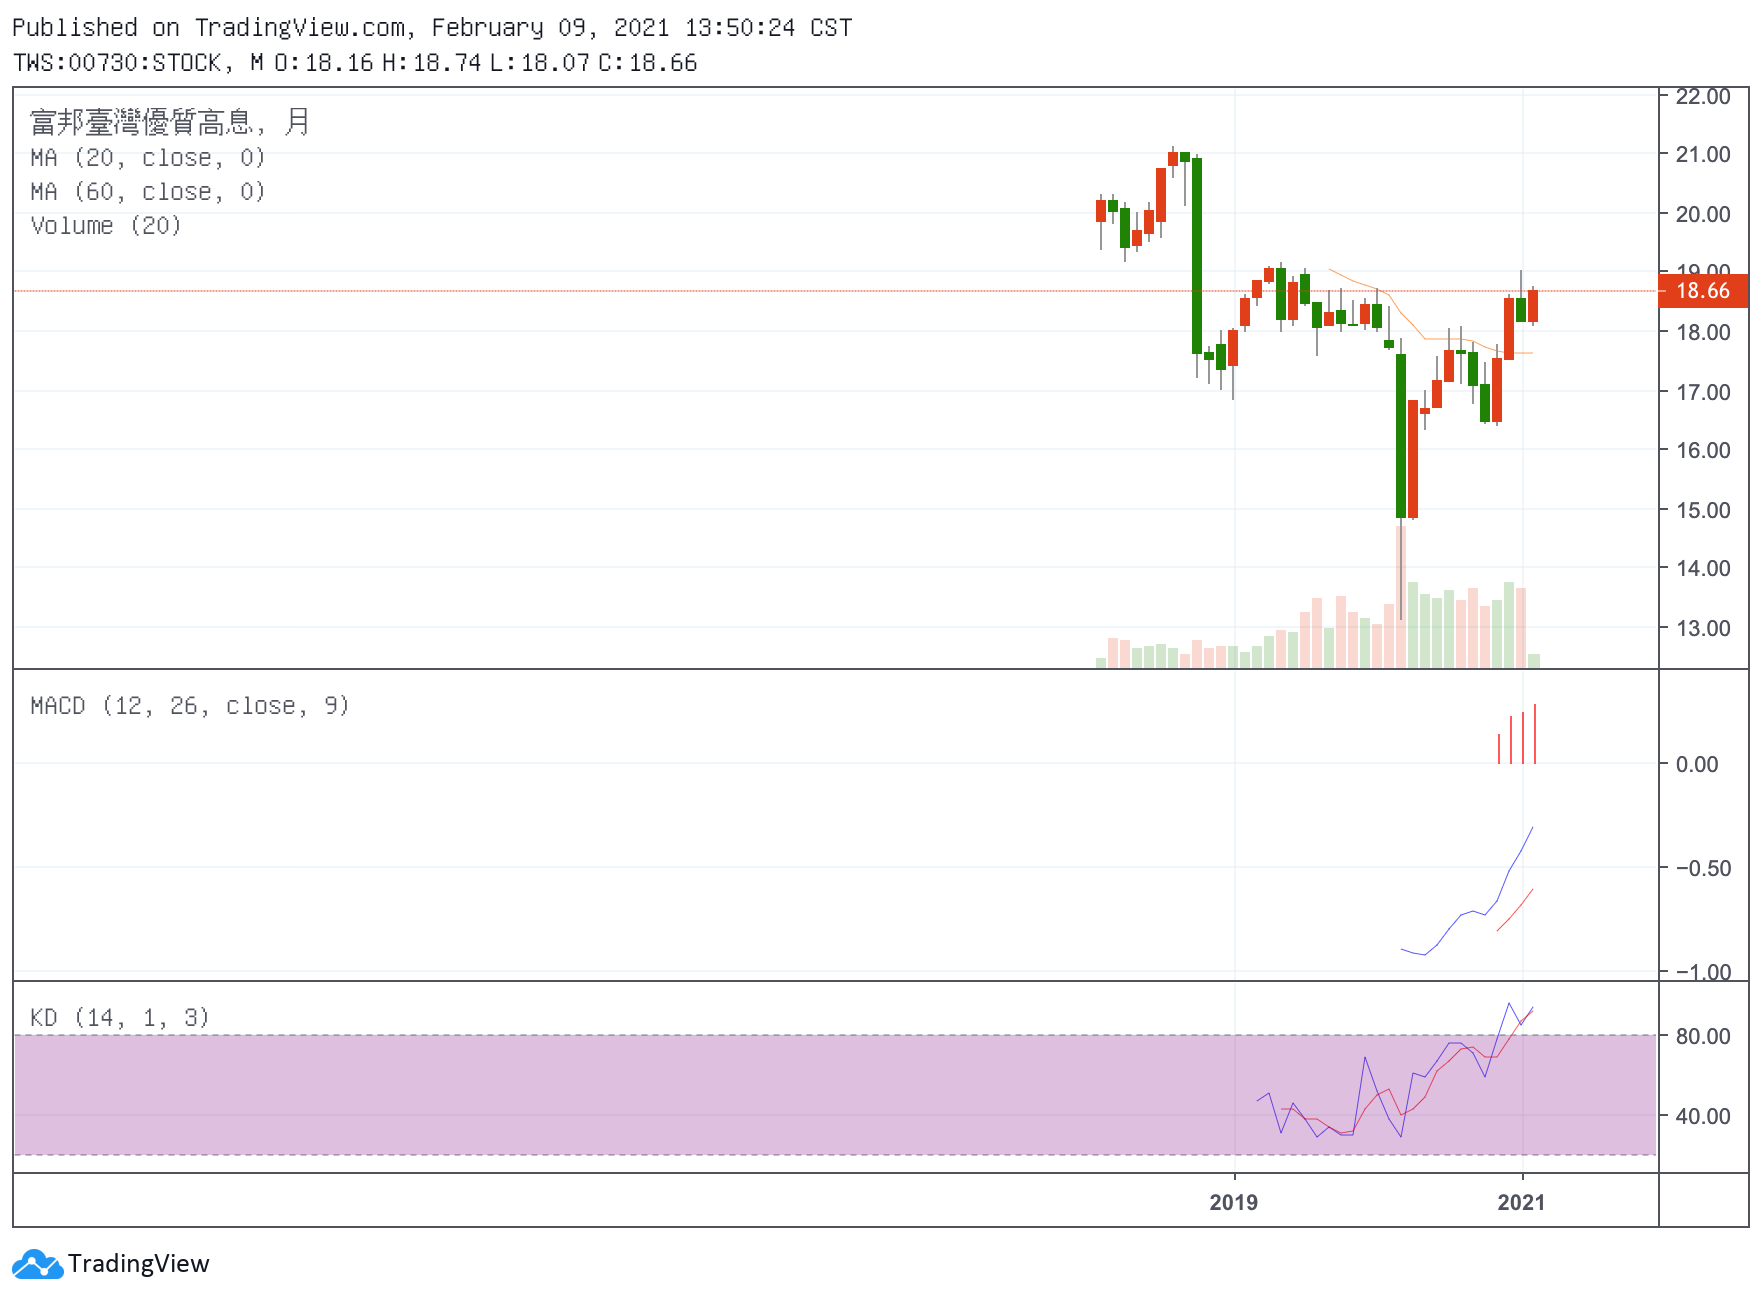 Published on TradingView.com, February 09, 2021 13:50:24 CST
TWS:00730:STOCK, M O:18.16 H:18.74 L:18.07 C:18.66
富邦臺灣優質高息, 月
MA (20, close, 0)
MA (60, close, 0)
Volume (20)
22.00
21.00
20.00
19.00
18.66
18.00
17.00
16.00
15.00
14.00
13.00
MACD (12, 26, close, 9)
0.00
−0.50
−1.00
KD (14, 1, 3)
80.00
40.00
2019
2021
TradingView